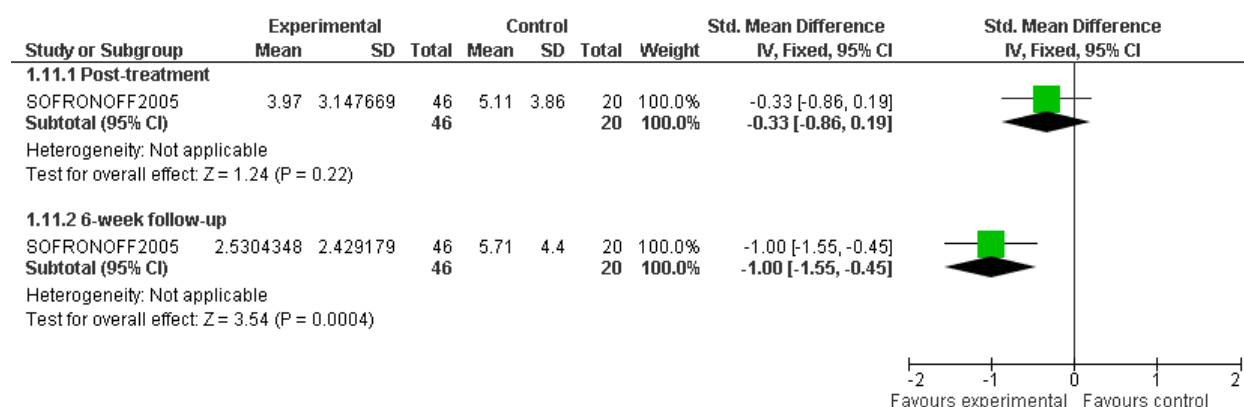 Experimental Control Std. Mean Difference Std. Mean Difference
Study or Subgroup Mean SD Total Mean SD Total Weight IV, Fixed, 95% CI IV, Fixed, 95% CI
1.11.1 Post-treatment
SOFRONOFF2005 3.97 3.147669 46 5.11 3.86 20 100.0% -0.33 [-0.86, 0.19]
Subtotal (95% CI) 46 20 100.0% -0.33 [-0.86, 0.19]
Heterogeneity: Not applicable
Test for overall effect: Z = 1.24 (P = 0.22)
1.11.2 6-week follow-up
SOFRONOFF2005 2.5304348 2.429179 46 5.71 4.4 20 100.0% -1.00 [-1.55, -0.45]
Subtotal (95% CI) 46 20 100.0% -1.00 [-1.55, -0.45]
Heterogeneity: Not applicable
Test for overall effect: Z = 3.54 (P = 0.0004)
-2 -1 0 1 2
Favours experimental Favours control